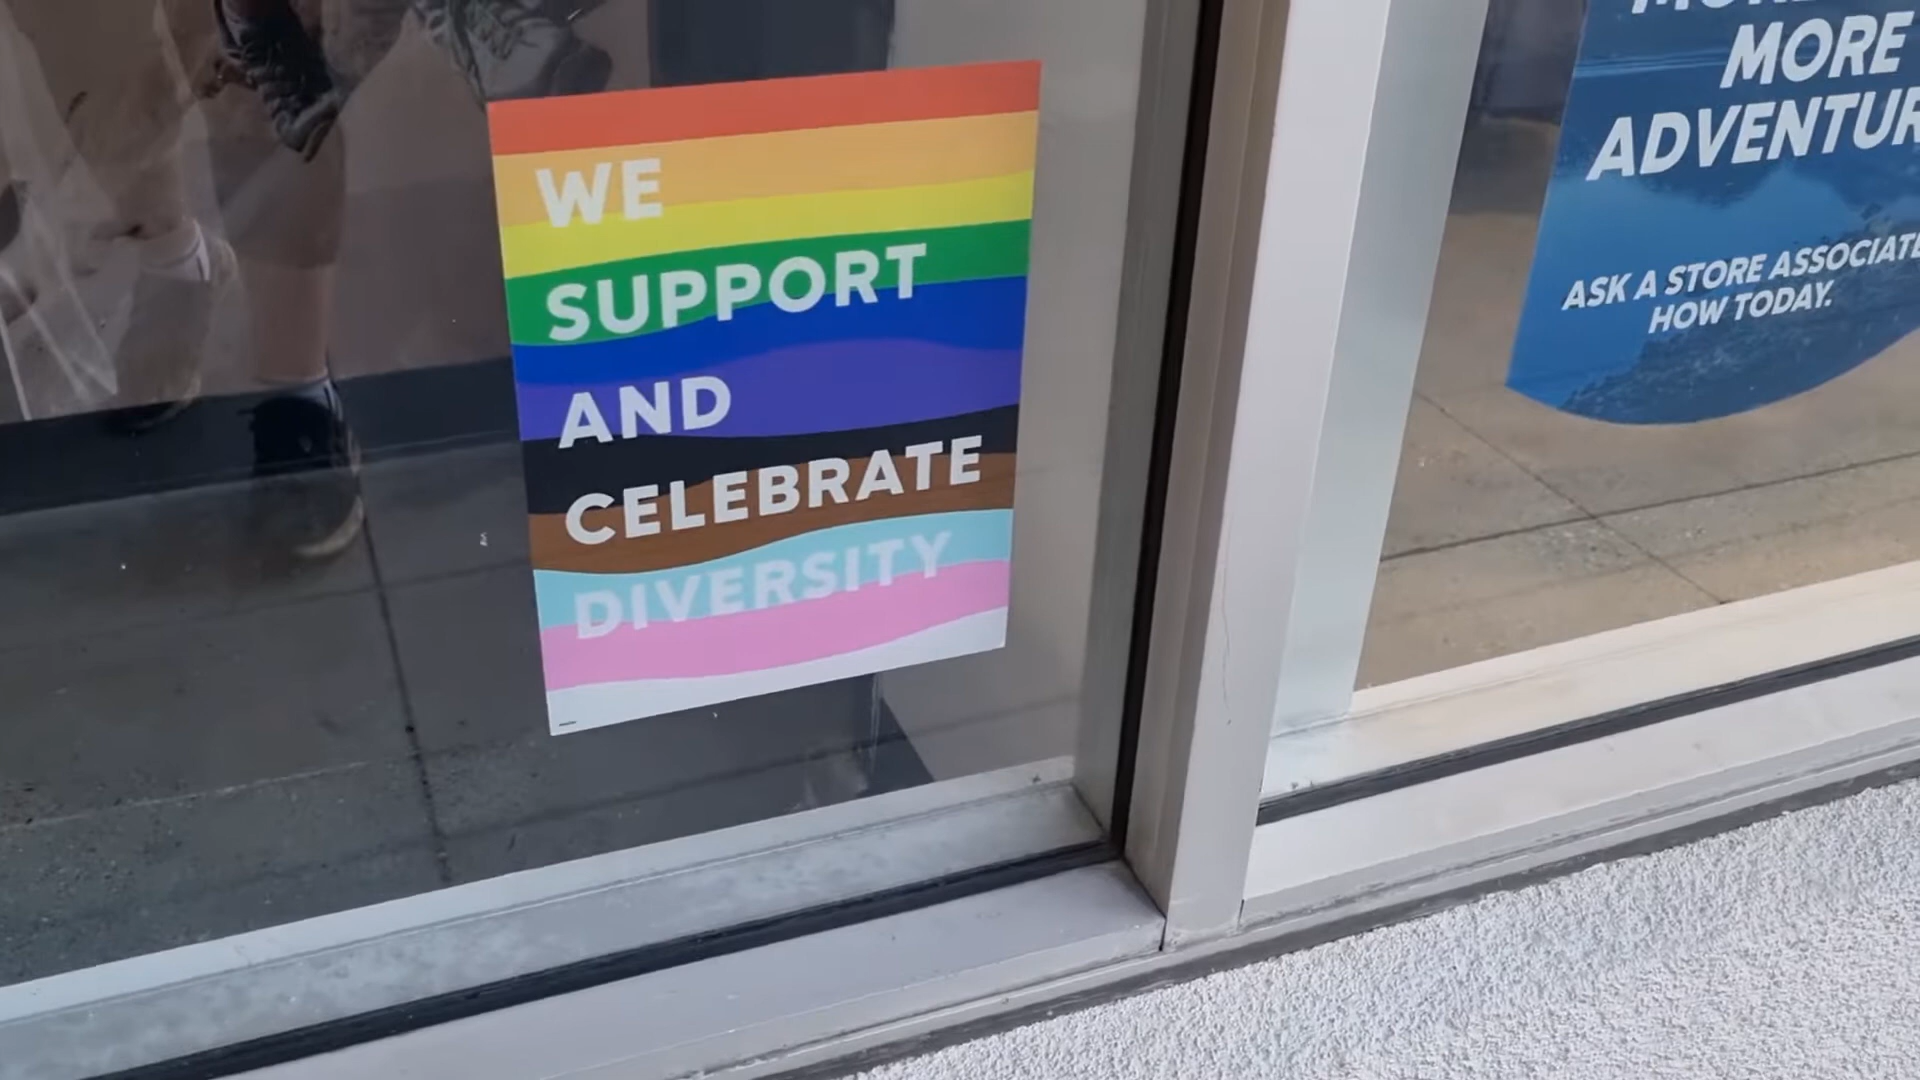 WE
SUPPORT
AND
CELEBRATE
DIVERSITY
MORE
ADVENTUR
ASK A STORE ASSOCIATE
HOW TODAY.